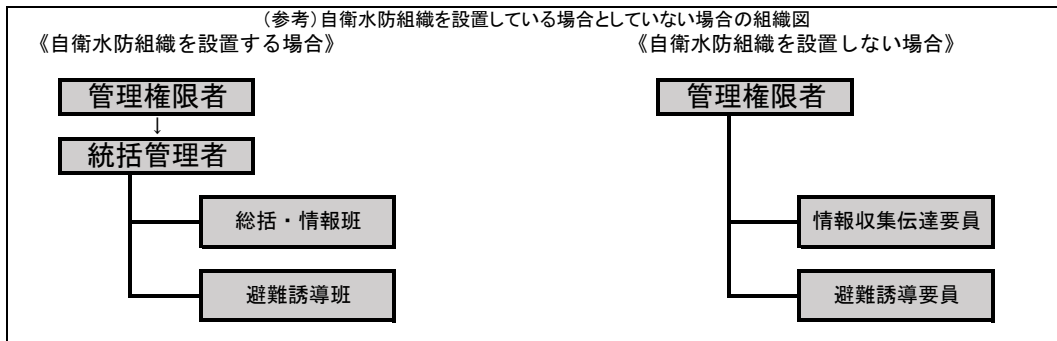 （参考）自衛水防組織を設置している場合としていない場合の組織図
《自衛水防組織を設置する場合》
管理権限者
↓
統括管理者
総括・情報班
避難誘導班
《自衛水防組織を設置しない場合》
管理権限者
情報収集伝達要員
避難誘導要員